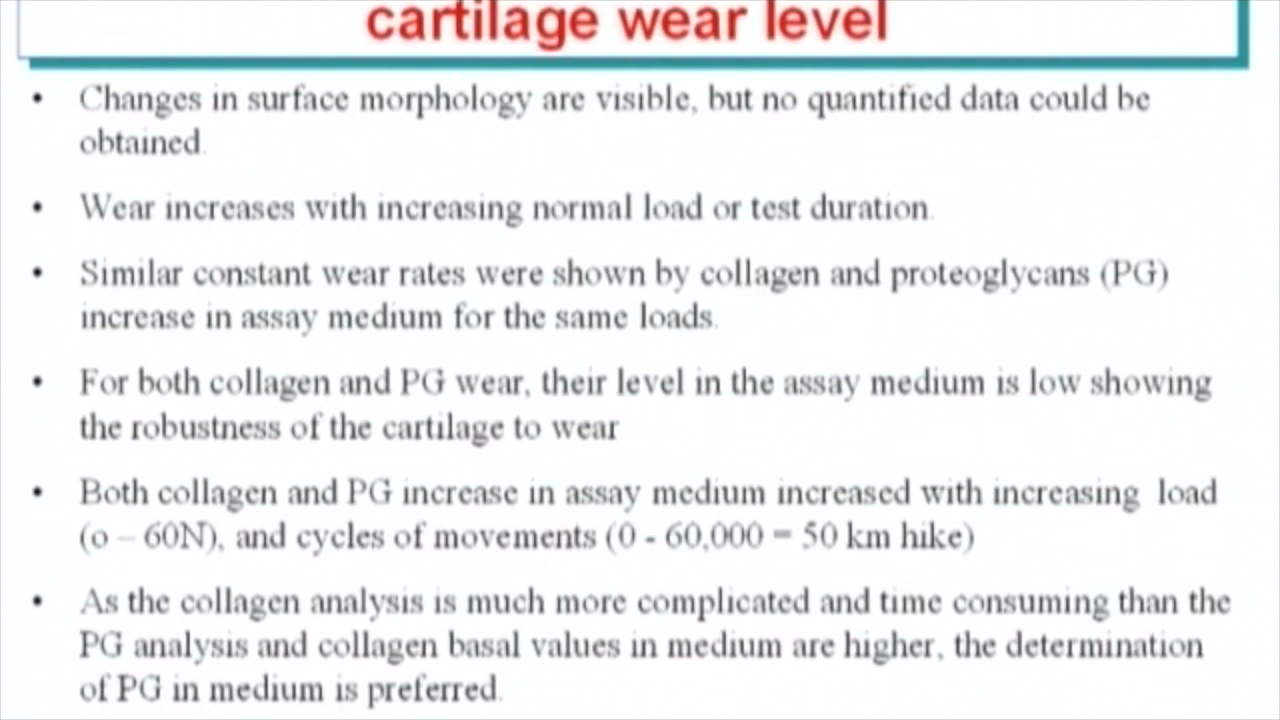 cartilage wear level
• Changes in surface morphology are visible, but no quantified data could be
obtained.
• Wear increases with increasing normal load or test duration.
• Similar constant wear rates were shown by collagen and proteoglycans (PG)
increase in assay medium for the same loads.
• For both collagen and PG wear, their level in the assay medium is low showing
the robustness of the cartilage to wear
• Both collagen and PG increase in assay medium increased with increasing load
(o – 60N), and cycles of movements (0 - 60,000 = 50 km hike)
• As the collagen analysis is much more complicated and time consuming than the
PG analysis and collagen basal values in medium are higher, the determination
of PG in medium is preferred.